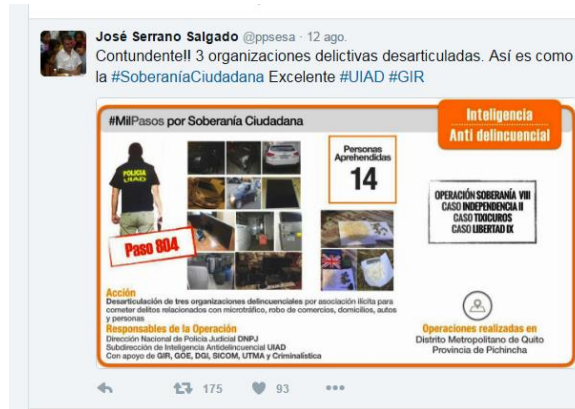 José Serrano Salgado @ppsesa · 12 ago.
Contundente!! 3 organizaciones delictivas desarticuladas. Así es como
la #SoberaníaCiudadana Excelente #UIAD #GIR
#MilPasos por Soberanía Ciudadana
Inteligencia
Anti delincuencial
POLICIA
UIAD
Paso 804
Personas
Aprehendidas
14
OPERACIÓN SOBERANÍA VIII
CASO INDEPENDENCIA II
CASO TIXICUROS
CASO LIBERTAD IX
Acción
Desarticulación de tres organizaciones delincuenciales por asociación ilícita para
cometer delitos relacionados con microtráfico, robo de comercios, domicilios, autos
y personas
Responsables de la Operación
Dirección Nacional de Policía Judicial DNPJ
Subdirección de Inteligencia Antidelincuencial UIAD
Con apoyo de GIR, GOE, DGI, SICOM, UTMA y Criminalística
Operaciones realizadas en
Distrito Metropolitano de Quito
Provincia de Pichincha
175
93